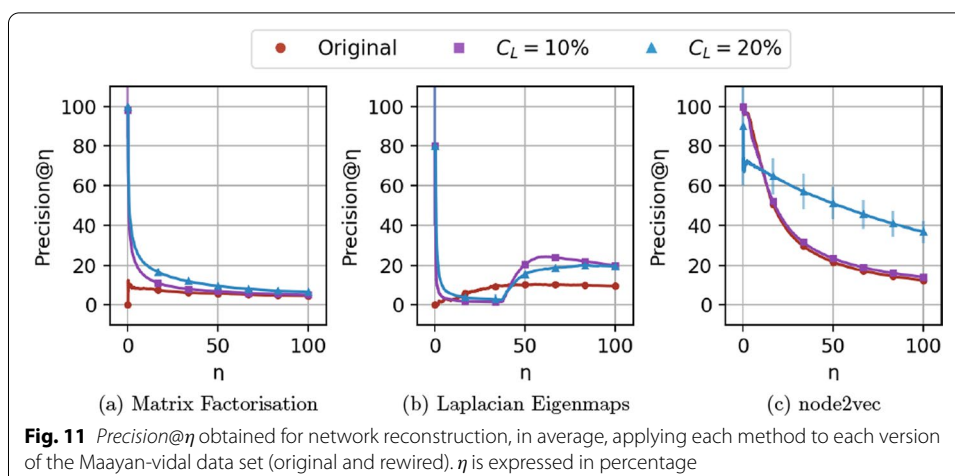 Original C_L = 10% C_L = 20%
Precision@η
100
80
60
40
20
0
0 50 100
η
(a) Matrix Factorisation
Precision@η
100
80
60
40
20
0
0 50 100
η
(b) Laplacian Eigenmaps
Precision@η
100
80
60
40
20
0
0 50 100
η
(c) node2vec
Fig. 11 Precision@η obtained for network reconstruction, in average, applying each method to each version
of the Maayan-vidal data set (original and rewired). η is expressed in percentage